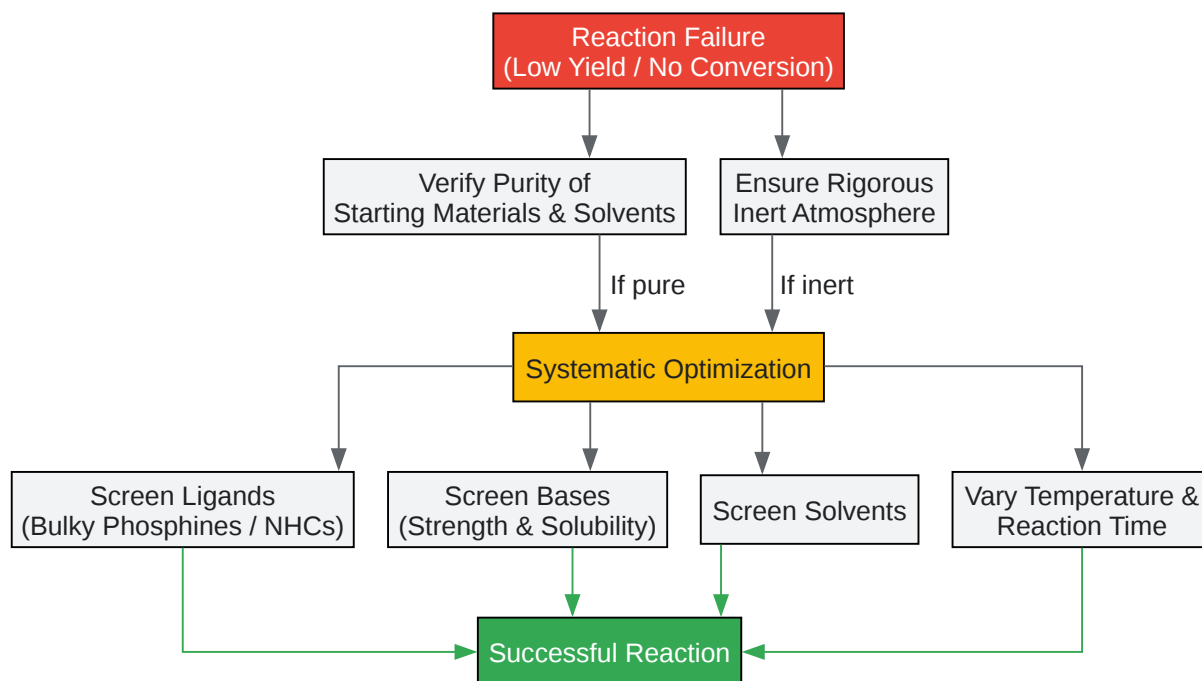 Reaction Failure
(Low Yield / No Conversion)
Verify Purity of
Starting Materials & Solvents
Ensure Rigorous
Inert Atmosphere
If pure
If inert
Systematic Optimization
Screen Ligands
(Bulky Phosphines / NHCs)
Screen Bases
(Strength & Solubility)
Screen Solvents
Vary Temperature &
Reaction Time
Successful Reaction